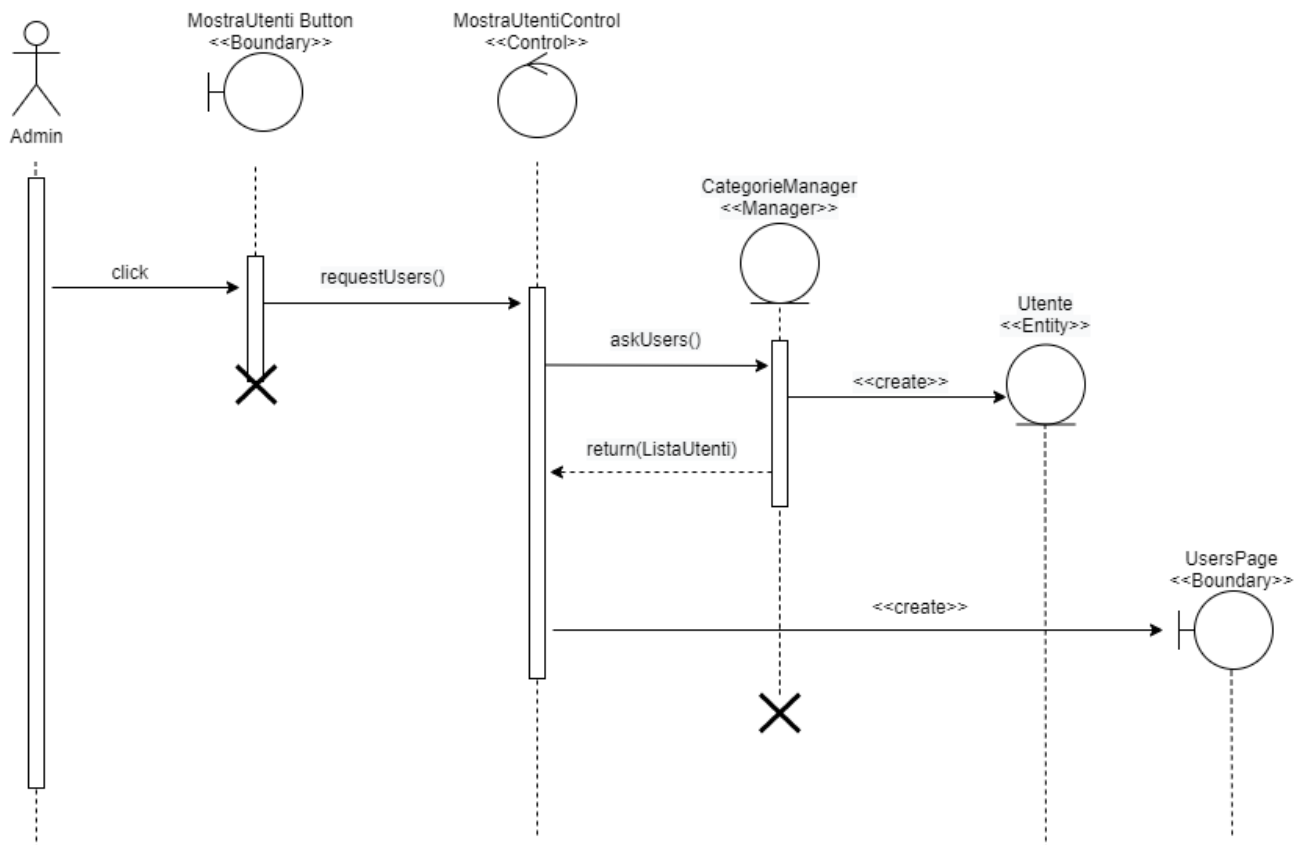 MostraUtenti Button
<<Boundary>>
MostraUtentiControl
<<Control>>
Admin
CategorieManager
<<Manager>>
click
requestUsers()
Utente
<<Entity>>
askUsers()
<<create>>
return(ListaUtenti)
UsersPage
<<Boundary>>
<<create>>